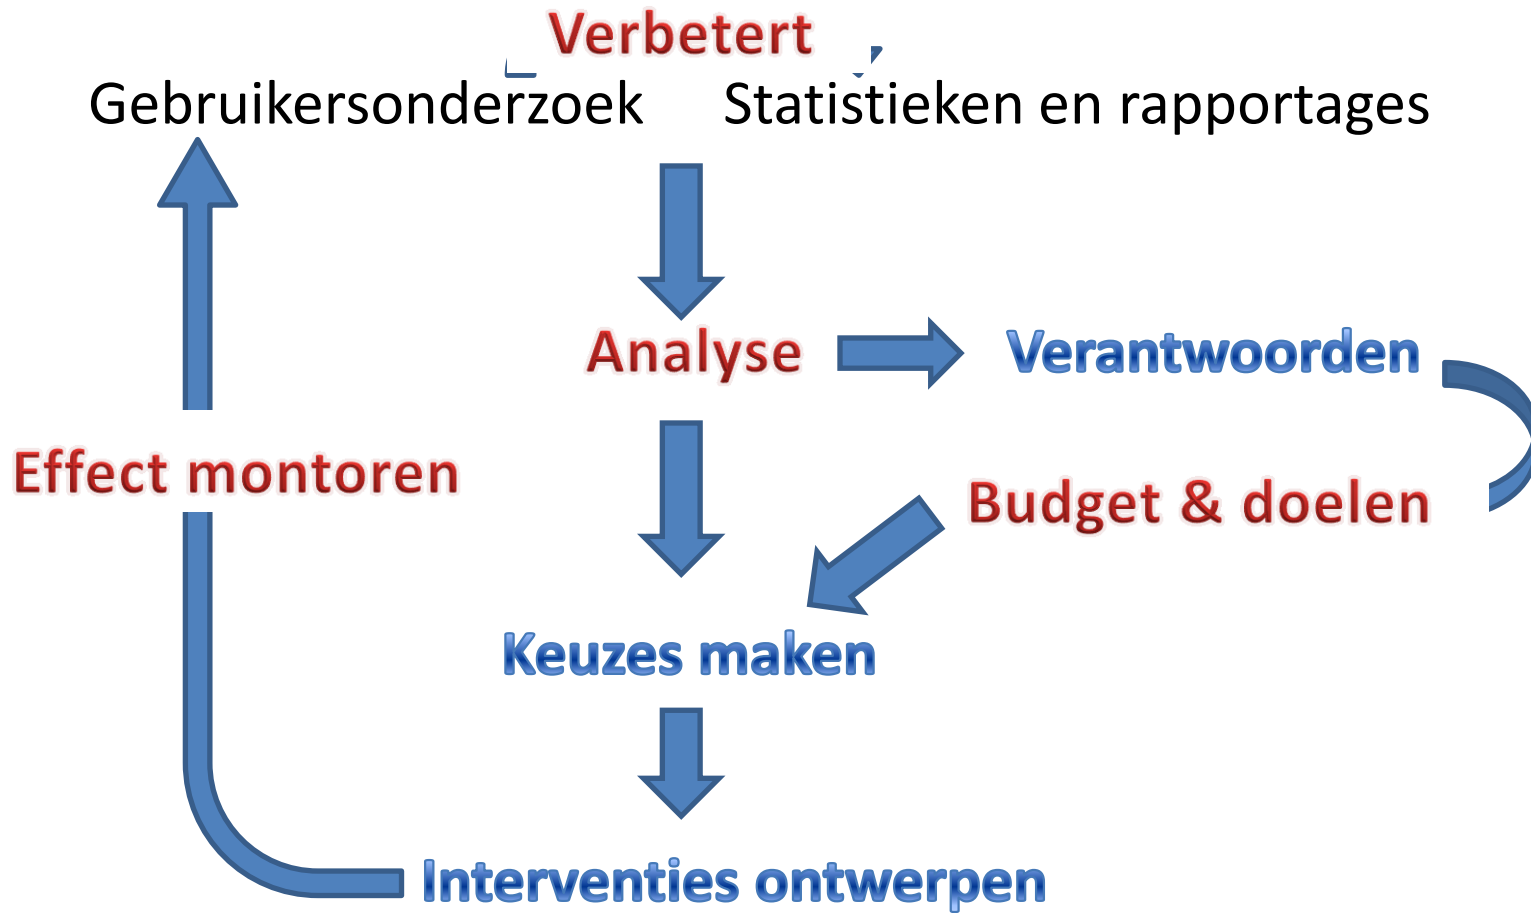 Verbetert
Gebruikersonderzoek Statistieken en rapportages
Analyse Verantwoorden
Effect montoren
Budget & doelen
Keuzes maken
Interventies ontwerpen